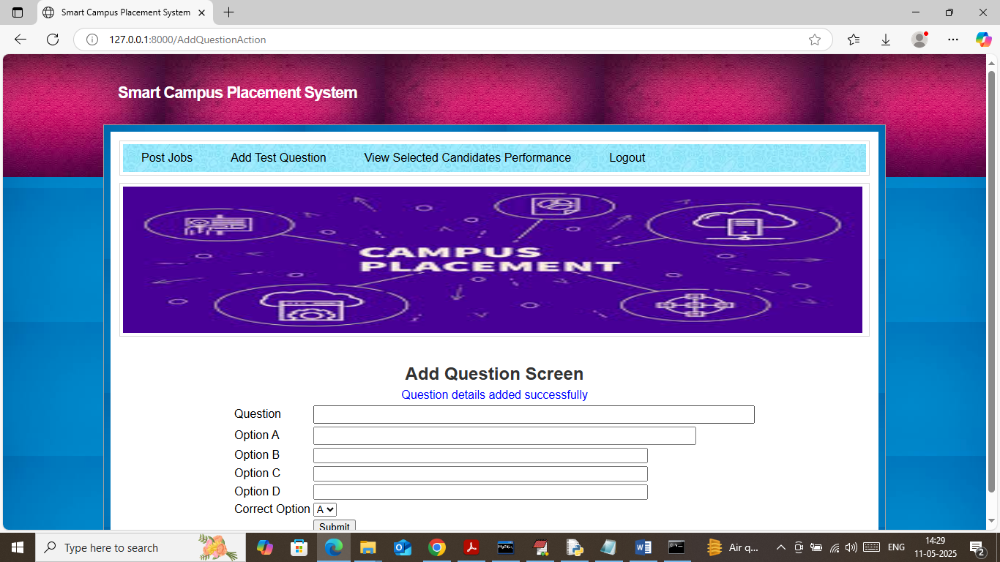 Smart Campus Placement System
127.0.0.1:8000/AddQuestionAction
Smart Campus Placement System
Post Jobs Add Test Question View Selected Candidates Performance Logout
CAMPUS
PLACEMENT
Add Question Screen
Question details added successfully
Question
Option A
Option B
Option C
Option D
Correct Option A
Submit
Type here to search
Air q...
ENG
14:29
11-05-2025
2